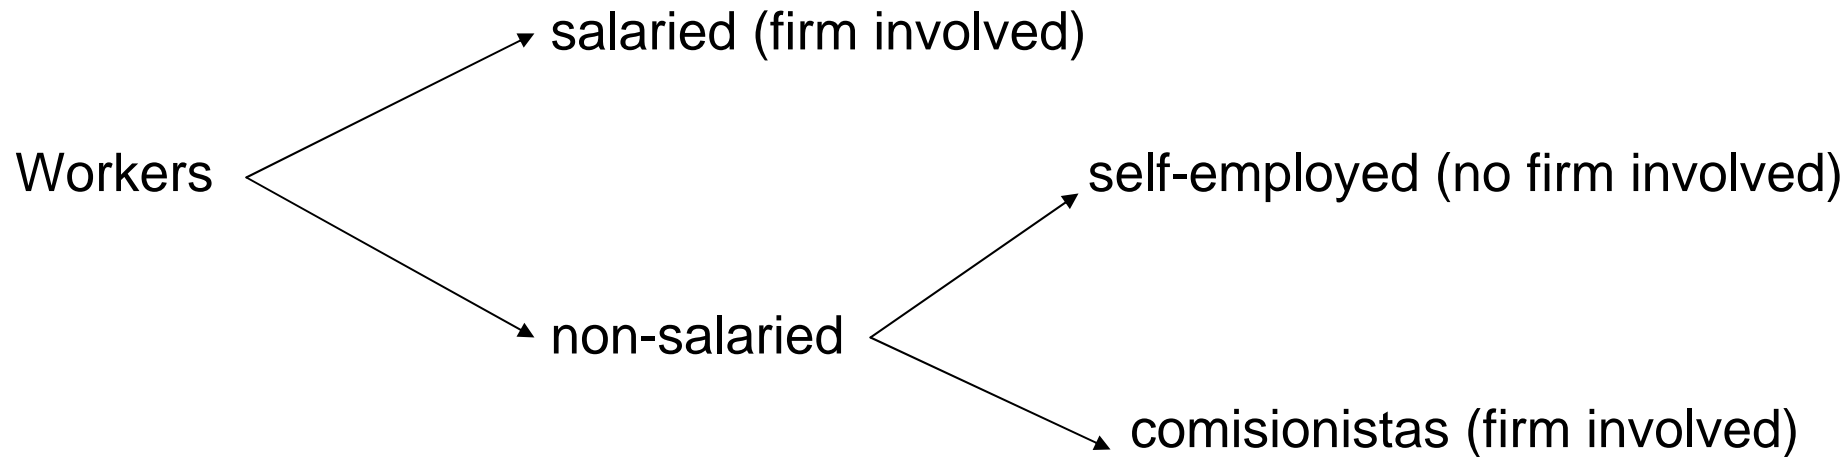 salaried (firm involved)
Workers
self-employed (no firm involved)
non-salaried
comisionistas (firm involved)